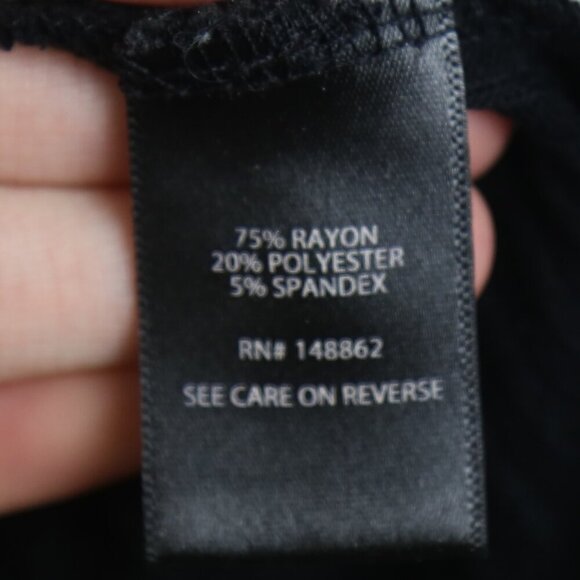 75% RAYON
20% POLYESTER
5% SPANDEX
RN# 148862
SEE CARE ON REVERSE